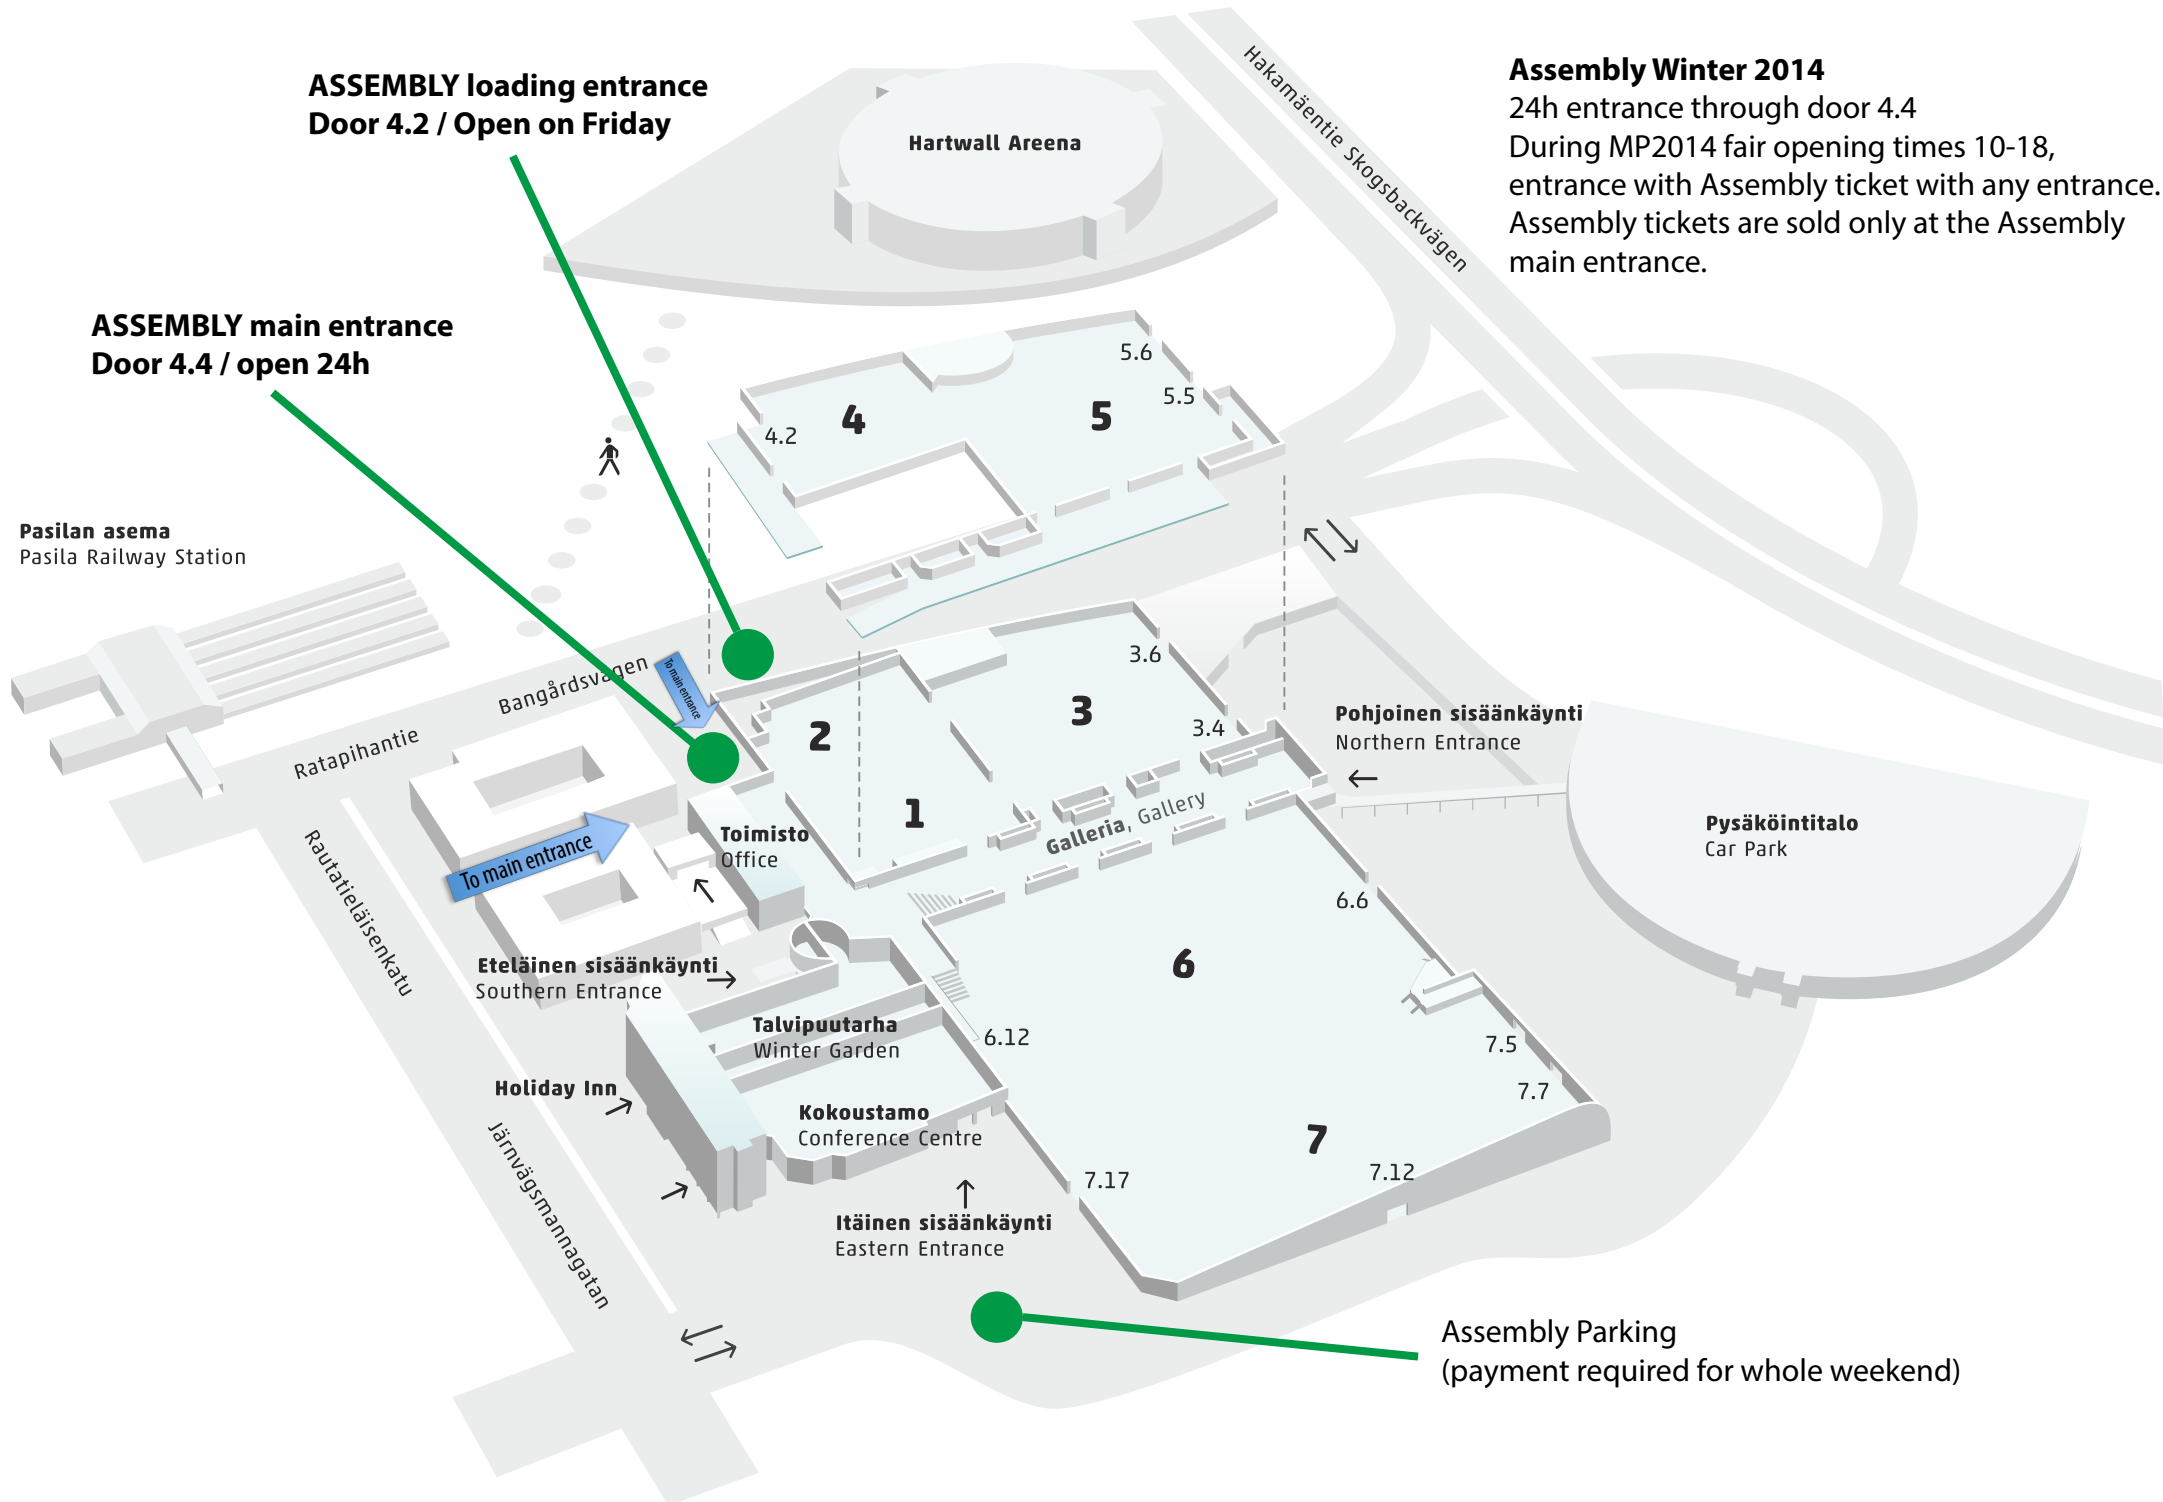 ASSEMBLY loading entrance
Door 4.2 / Open on Friday
Hartwall Areena
Hakamäentie Skogsbackvägen
Assembly Winter 2014
24h entrance through door 4.4
During MP2014 fair opening times 10-18,
entrance with Assembly ticket with any entrance.
Assembly tickets are sold only at the Assembly
main entrance.
ASSEMBLY main entrance
Door 4.4 / open 24h
5.6
5.5
4
5
4.2
Pasilan asema
Pasila Railway Station
Bangårdsvägen
To main entrance
Ratapihantie
3.6
2
3
3.4
1
Pohjoinen sisäänkäynti
Northern Entrance
Galleria, Gallery
Toimisto
Office
To main entrance
Pysäköintitalo
Car Park
Rautatieläisenkatu
6.6
6
Eteläinen sisäänkäynti
Southern Entrance
Talvipuutarha
Winter Garden
6.12
7.5
7.7
Holiday Inn
Kokoustamo
Conference Centre
7
7.12
7.17
Järnvägsmannagatan
Itäinen sisäänkäynti
Eastern Entrance
Assembly Parking
(payment required for whole weekend)